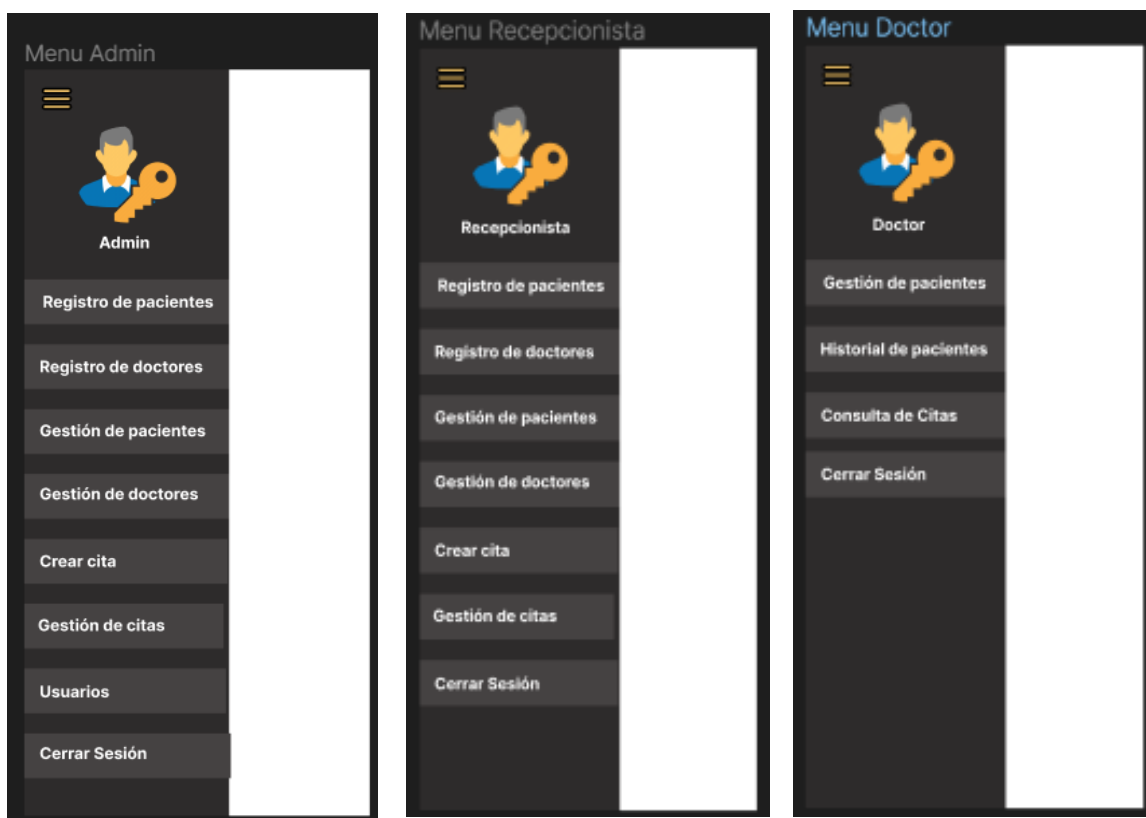 Menu Admin
Admin
Registro de pacientes
Registro de doctores
Gestión de pacientes
Gestión de doctores
Crear cita
Gestión de citas
Usuarios
Cerrar Sesión
Menu Recepcionista
Recepcionista
Registro de pacientes
Registro de doctores
Gestión de pacientes
Gestión de doctores
Crear cita
Gestión de citas
Cerrar Sesión
Menu Doctor
Doctor
Gestión de pacientes
Historial de pacientes
Consulta de Citas
Cerrar Sesión